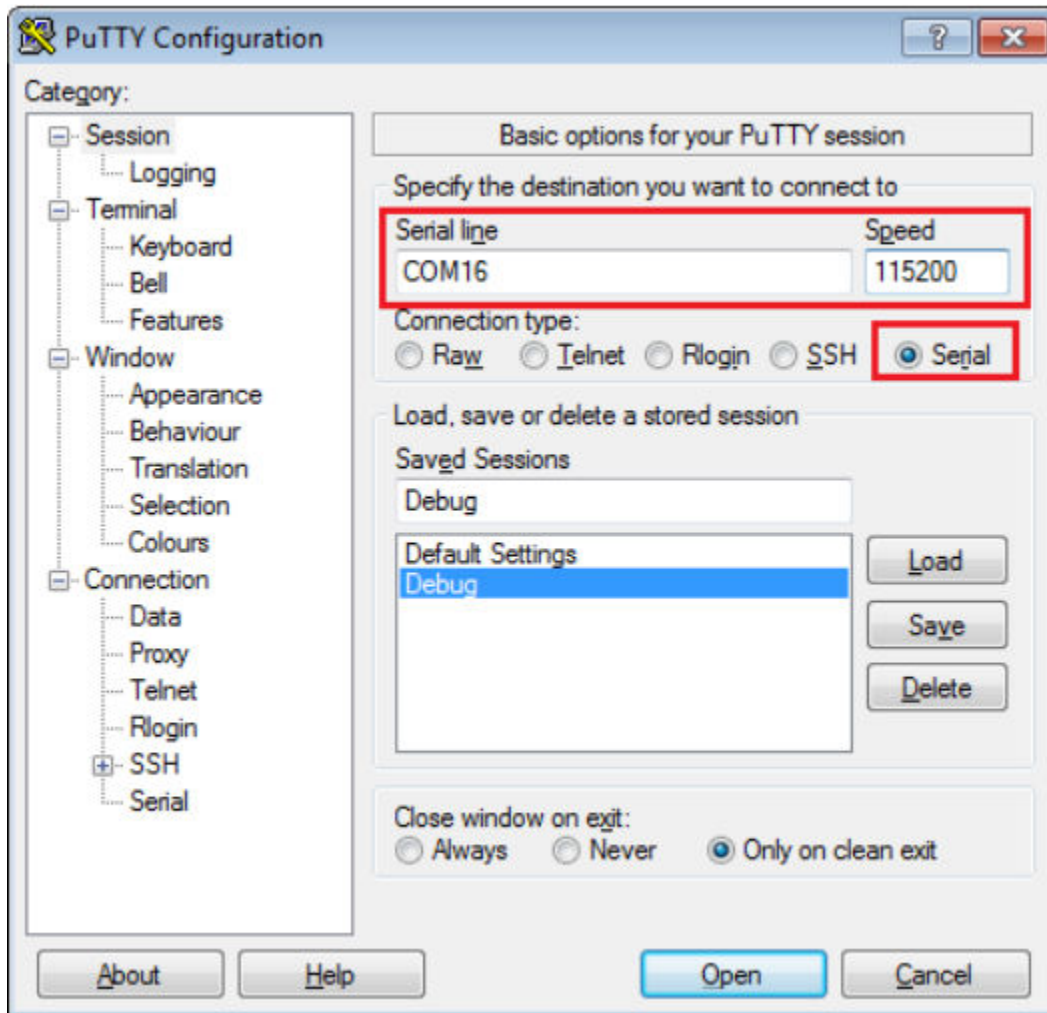 PuTTY Configuration
?
Category:
Session
Logging
Terminal
Keyboard
Bell
Features
Window
Appearance
Behaviour
Translation
Selection
Colours
Connection
Data
Proxy
Telnet
Rlogin
SSH
Serial
Basic options for your PuTTY session
Specify the destination you want to connect to
Serial line Speed
COM16 115200
Connection type:
Raw Telnet Rlogin SSH Serial
Load, save or delete a stored session
Saved Sessions
Debug
Default Settings
Debug
Load
Save
Delete
Close window on exit:
Always Never Only on clean exit
About Help Open Cancel